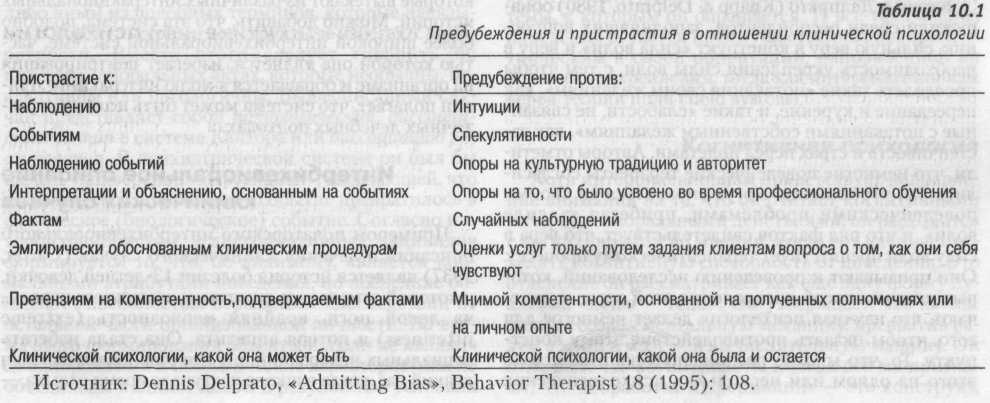 Таблица 10.1
Предубеждения и пристрастия в отношении клинической психологии
Пристрастие к: Предубеждение против:
Наблюдению Интуиции
Событиям Спекулятивности
Наблюдению событий Опоры на культурную традицию и авторитет
Интерпретации и объяснению, основанным на событиях Опоры на то, что было усвоено во время профессионального обучения
Фактам Случайных наблюдений
Эмпирически обоснованным клиническим процедурам Оценки услуг только путем задания клиентам вопроса о том, как они себя
чувствуют
Претензиям на компетентность,подтверждаемым фактами Мнимой компетентности, основанной на полученных полномочиях или
на личном опыте
Клинической психологии, какой она может быть Клинической психологии, какой она была и остается
Источник: Dennis Delprato, «Admitting Bias», Behavior Therapist 18 (1995): 108.